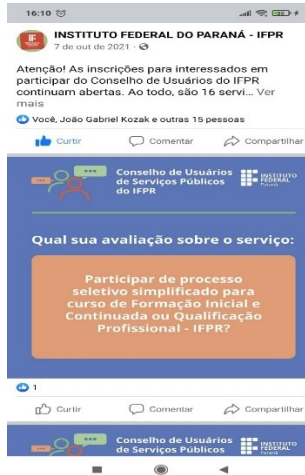 16:10
INSTITUTO FEDERAL DO PARANÁ - IFPR
7 de out de 2021 ·
Atenção! As inscrições para interessados em
participar do Conselho de Usuários do IFPR
continuam abertas. Ao todo, são 16 servi... Ver
mais
Você, João Gabriel Kozak e outras 15 pessoas
Curtir Comentar Compartilhar
Conselho de Usuários
de Serviços Públicos
do IFPR
INSTITUTO
FEDERAL
Paraná
Qual sua avaliação sobre o serviço:
Participar de processo
seletivo simplificado para
curso de Formação Inicial e
Continuada ou Qualificação
Profissional - IFPR?
1
Curtir Comentar Compartilhar
Conselho de Usuários
de Serviços Públicos
INSTITUTO
FEDERAL